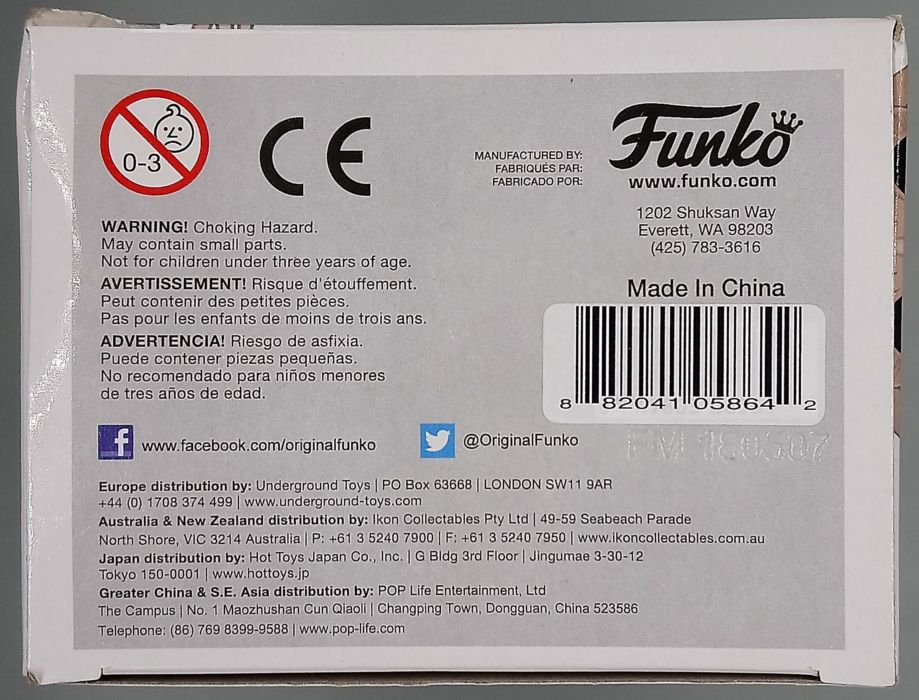 0-3
CE
MANUFACTURED BY:
FABRIQUÉS PAR:
FABRICADO POR:
Funko
www.funko.com
1202 Shuksan Way
Everett, WA 98203
(425) 783-3616
WARNING! Choking Hazard.
May contain small parts.
Not for children under three years of age.
AVERTISSEMENT! Risque d'étouffement.
Peut contenir des petites pièces.
Pas pour les enfants de moins de trois ans.
ADVERTENCIA! Riesgo de asfixia.
Puede contener piezas pequeñas.
No recomendado para niños menores
de tres años de edad.
Made In China
8 82041 05864 2
f www.facebook.com/originalfunko
@OriginalFunko
Europe distribution by: Underground Toys | PO Box 63668 | LONDON SW11 9AR
+44 (0) 1708 374 499 | www.underground-toys.com
Australia & New Zealand distribution by: Ikon Collectables Pty Ltd | 49-59 Seabeach Parade
North Shore, VIC 3214 Australia | P: +61 3 5240 7900 | F: +61 3 5240 7950 | www.ikoncollectables.com.au
Japan distribution by: Hot Toys Japan Co., Inc. | G Bldg 3rd Floor | Jingumae 3-30-12
Tokyo 150-0001 | www.hottoys.jp
Greater China & S.E. Asia distribution by: POP Life Entertainment, Ltd
The Campus | No. 1 Maozhushan Cun Qiaoli | Changping Town, Dongguan, China 523586
Telephone: (86) 769 8399-9588 | www.pop-life.com